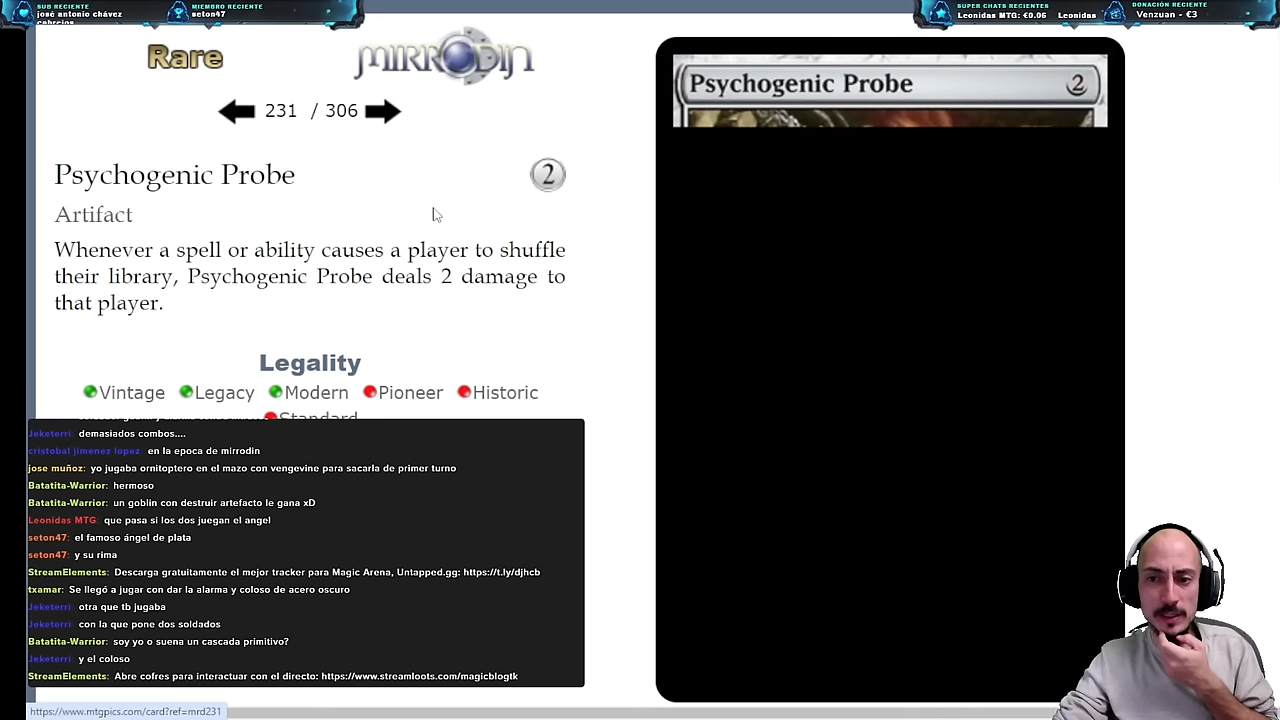 SUB RECIENTE
josé antonio chávez
cabrejos
MIEMBRO RECIENTE
seton47
SUPER CHATS RECIENTES
Leonidas MTG: €0.06 Leonidas
DONACIÓN RECIENTE
Venzuan - €3
Rare
MIRRODIN
231 / 306
Psychogenic Probe 2
Artifact
Whenever a spell or ability causes a player to shuffle
their library, Psychogenic Probe deals 2 damage to
that player.
Legality
Vintage Legacy Modern Pioneer Historic
Standard
Psychogenic Probe 2
Jeketerri: demasiados combos....
cristobal jimenez lopez: en la epoca de mirrodin
jose muñoz: yo jugaba ornitoptero en el mazo con vengevine para sacarla de primer turno
Batatita-Warrior: hermoso
Batatita-Warrior: un goblin con destruir artefacto le gana xD
Leonidas MTG: que pasa si los dos juegan el angel
seton47: el famoso ángel de plata
seton47: y su rima
StreamElements: Descarga gratuitamente el mejor tracker para Magic Arena, Untapped.gg: https://t.ly/djhcb
txamar: Se llegó a jugar con dar la alarma y coloso de acero oscuro
Jeketerri: otra que tb jugaba
Jeketerri: con la que pone dos soldados
Batatita-Warrior: soy yo o suena un cascada primitivo?
Jeketerri: y el coloso
StreamElements: Abre cofres para interactuar con el directo: https://www.streamloots.com/magicblogtk
https://www.mtgpics.com/card?ref=mrd231